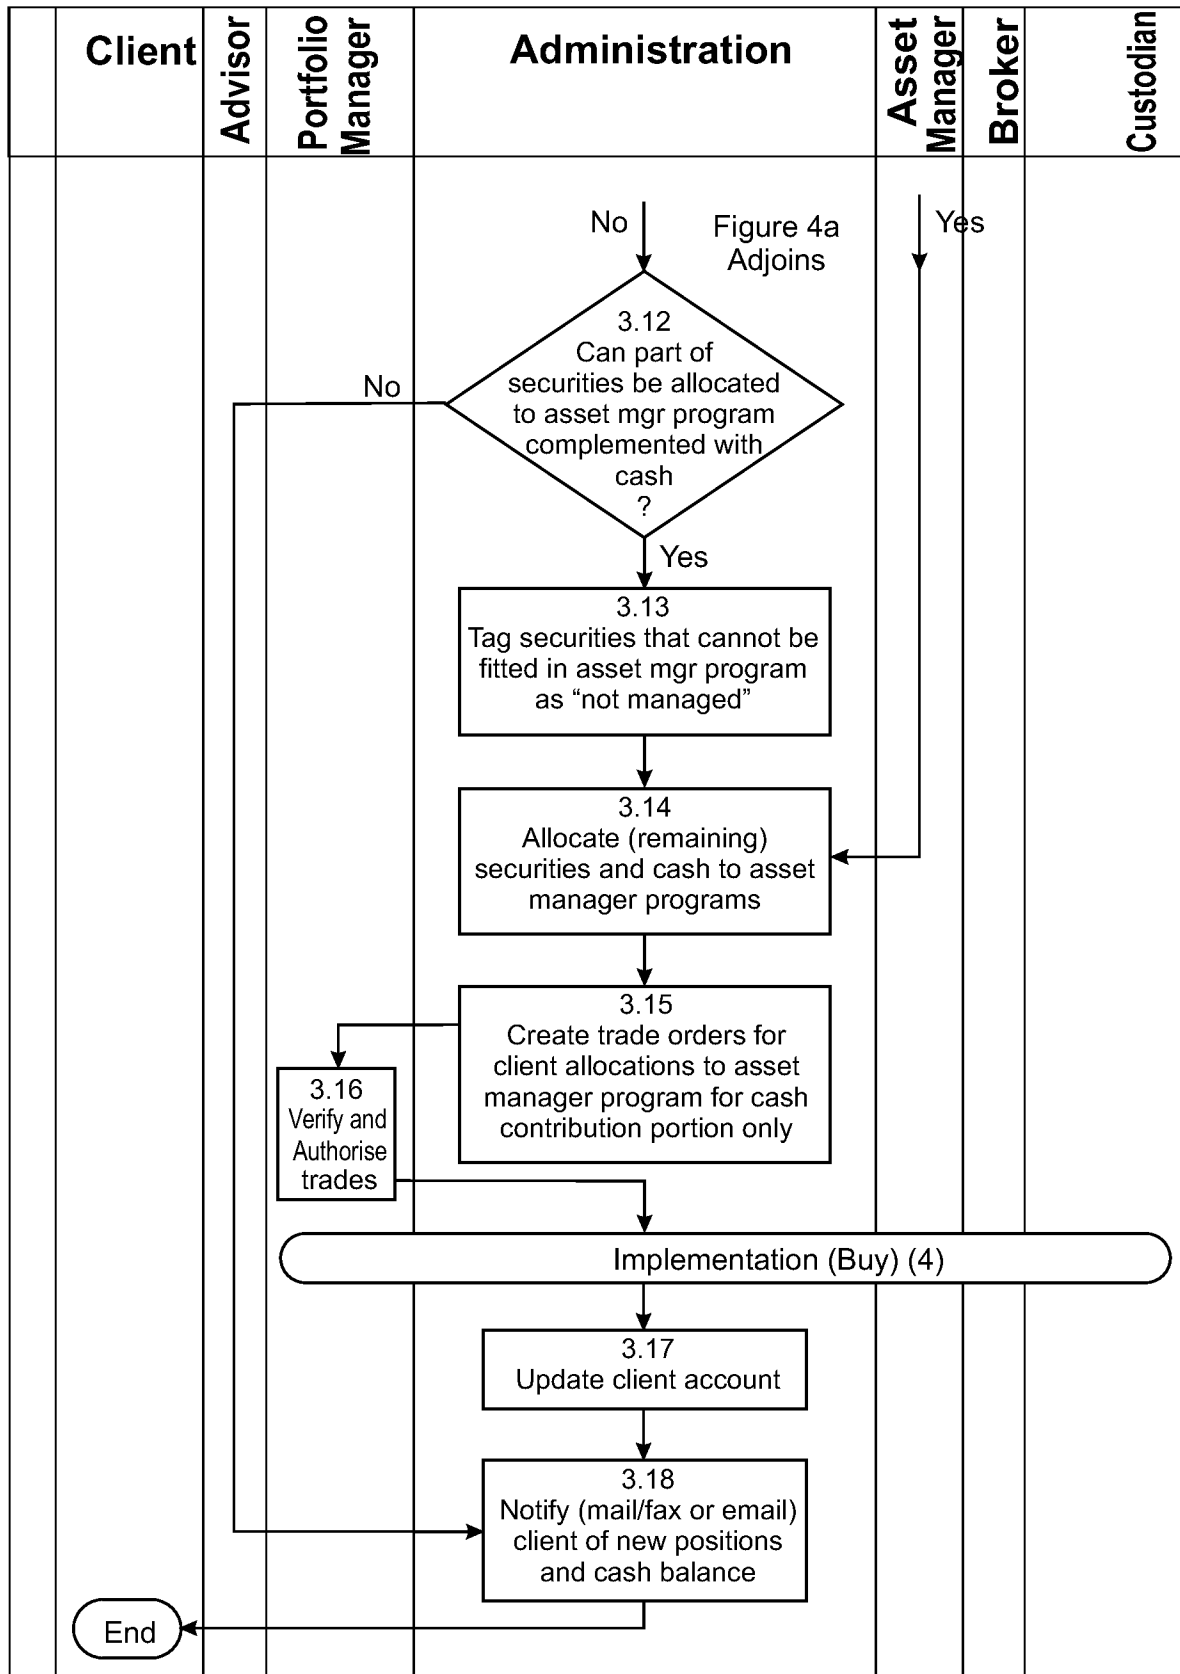 Client
Advisor
Portfolio
Manager
Administration
Asset
Manager
Broker
Custodian
No
Figure 4a
Adjoins
Yes
3.12
Can part of
securities be allocated
to asset mgr program
complemented with
cash
?
No
Yes
3.13
Tag securities that cannot be
fitted in asset mgr program
as “not managed”
3.14
Allocate (remaining)
securities and cash to asset
manager programs
3.15
Create trade orders for
client allocations to asset
manager program for cash
contribution portion only
3.16
Verify and
Authorise
trades
Implementation (Buy) (4)
3.17
Update client account
3.18
Notify (mail/fax or email)
client of new positions
and cash balance
End